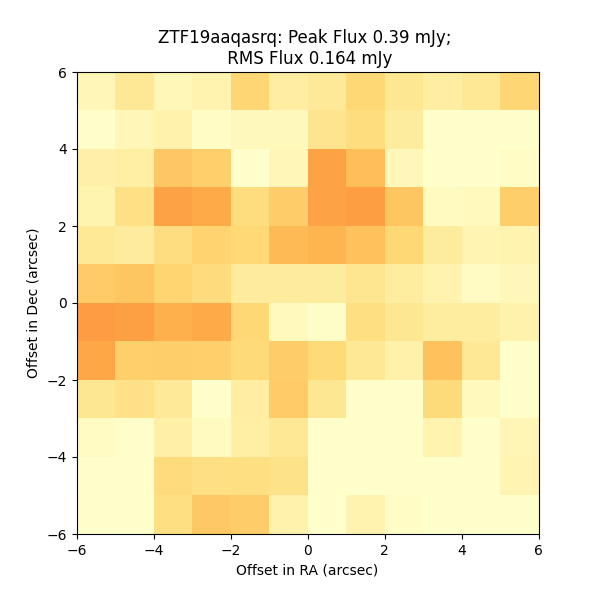 ZTF19aaqasrq: Peak Flux 0.39 mJy;
RMS Flux 0.164 mJy
6
4
2
0
−2
−4
−6
Offset in Dec (arcsec)
−6 −4 −2 0 2 4 6
Offset in RA (arcsec)